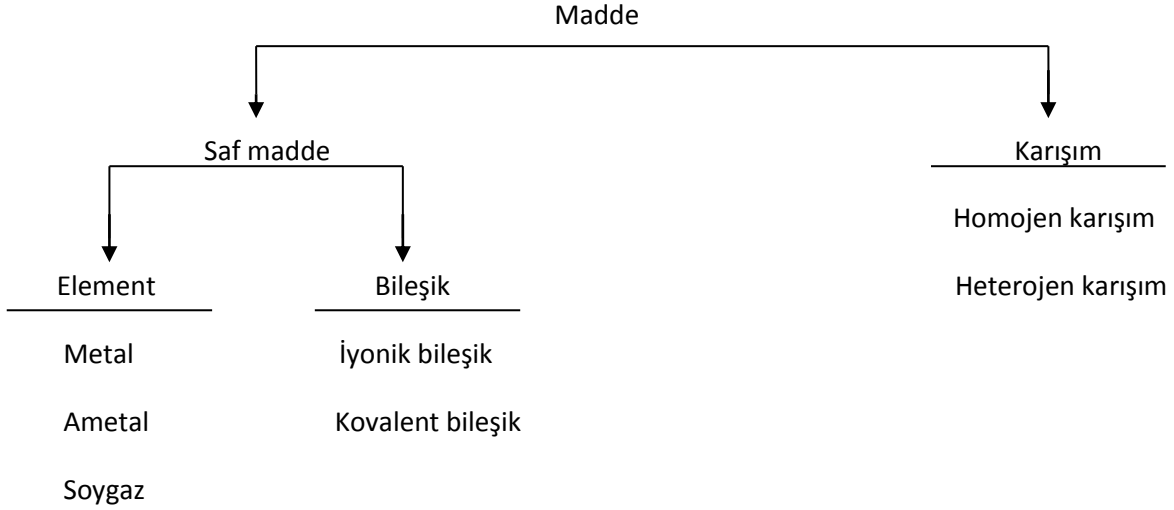 Madde
Saf madde
Karışım
Homojen karışım
Heterojen karışım
Element
Bileşik
Metal
İyonik bileşik
Ametal
Kovalent bileşik
Soygaz